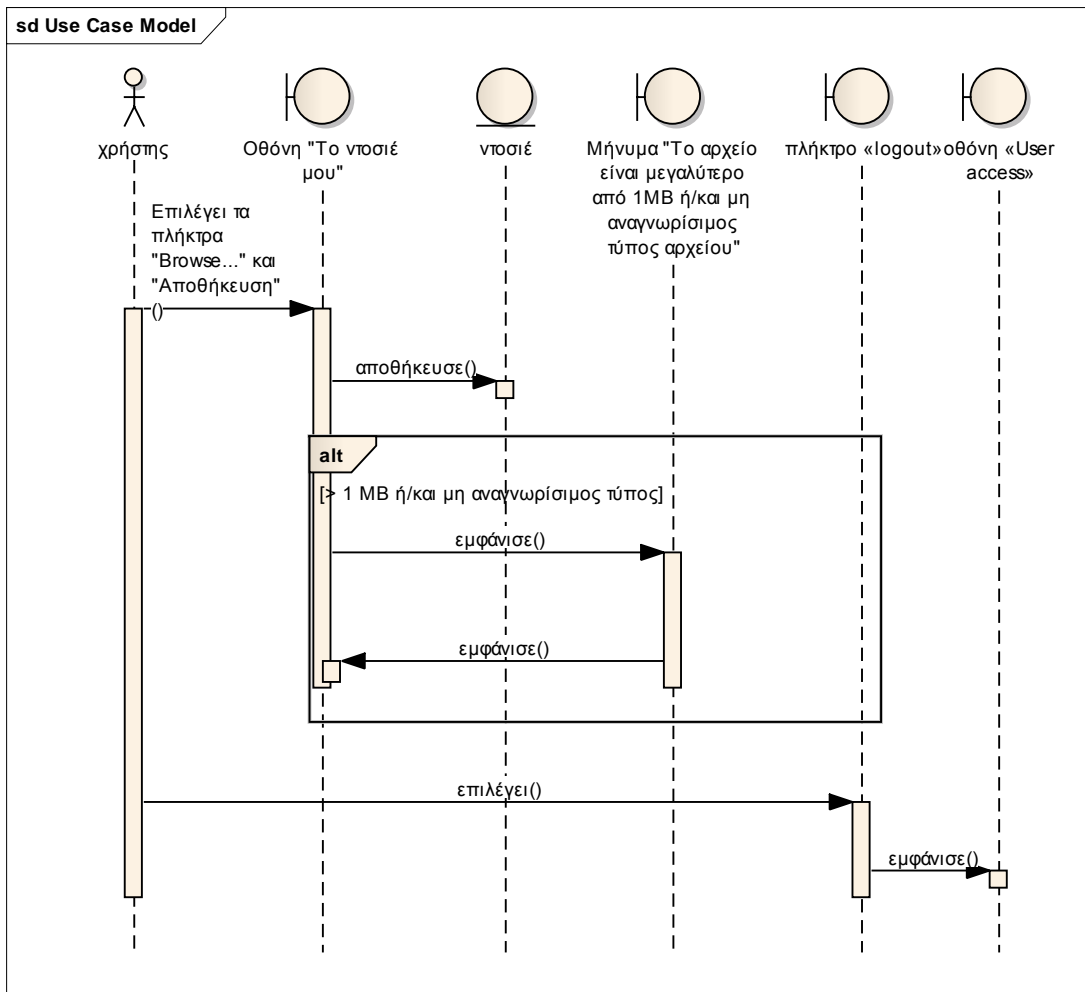 sd Use Case Model
χρήστης
Οθόνη "Το ντοσιέ
μου"
ντοσιέ
Μήνυμα "Το αρχείο
είναι μεγαλύτερο
από 1MB ή/και μη
αναγνωρίσιμος
τύπος αρχείου"
πλήκτρο «logout»
οθόνη «User
access»
Επιλέγει τα
πλήκτρα
"Browse..." και
"Αποθήκευση"
()
αποθήκευσε()
alt
[> 1 MB ή/και μη αναγνωρίσιμος τύπος]
εμφάνισε()
εμφάνισε()
επιλέγει()
εμφάνισε()